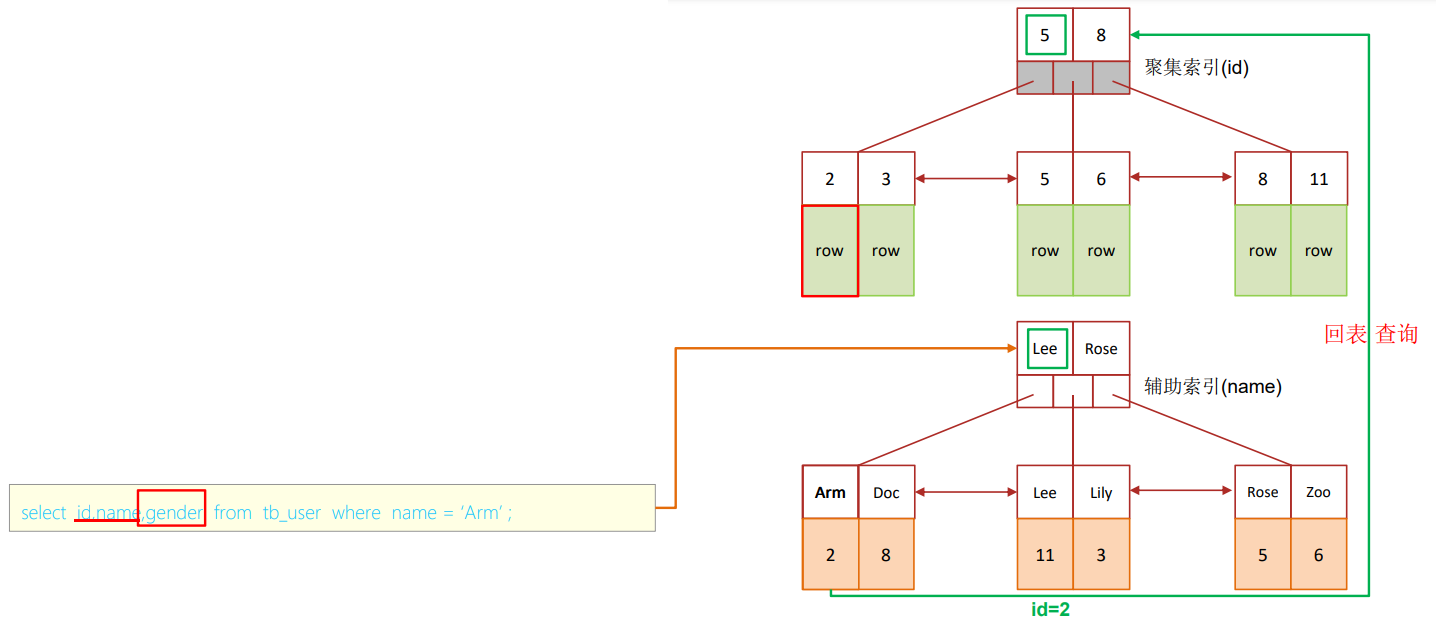 5 8
聚集索引(id)
2 3 5 6 8 11
row row row row row row
回表 查询
Lee Rose
辅助索引(name)
select id,name,gender from tb_user where name = ‘Arm’ ;
Arm Doc Lee Lily Rose Zoo
2 8 11 3 5 6
id=2